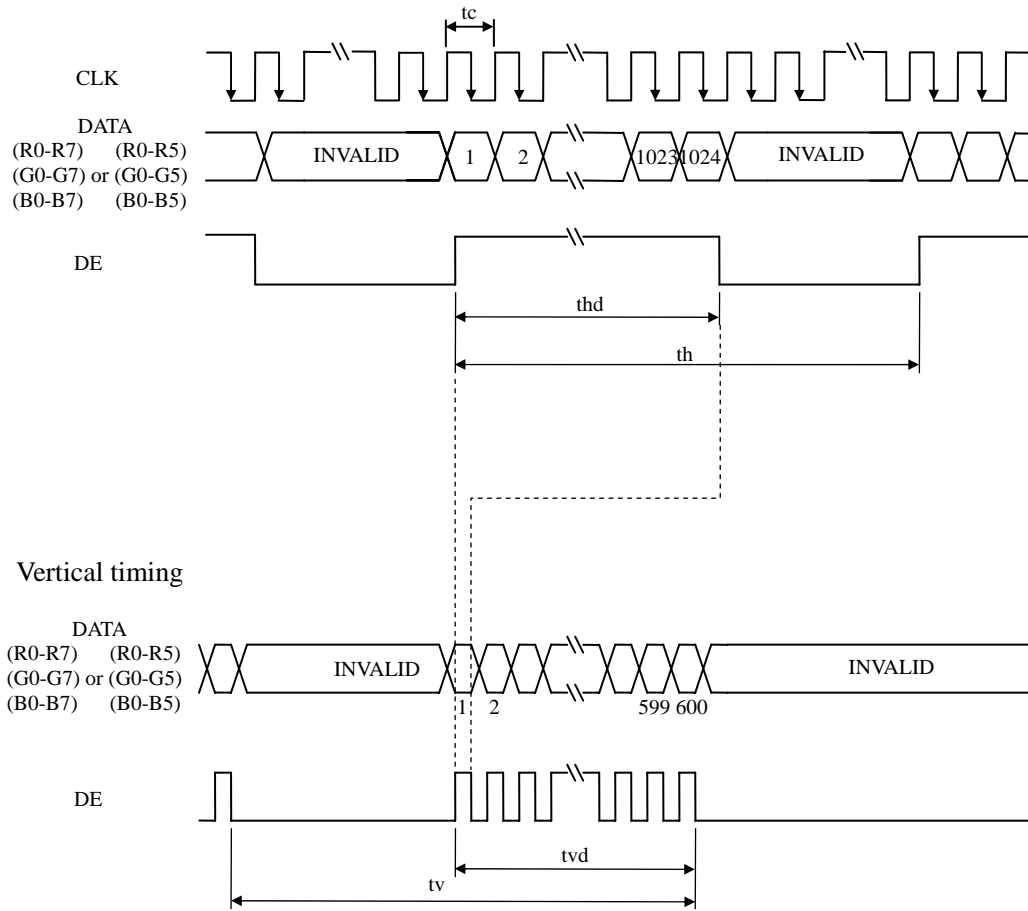 tc
CLK
DATA
(R0-R7) (R0-R5)
(G0-G7) or (G0-G5)
(B0-B7) (B0-B5)
INVALID 1 2 1023 1024 INVALID
DE
thd
th
Vertical timing
DATA
(R0-R7) (R0-R5)
(G0-G7) or (G0-G5)
(B0-B7) (B0-B5)
INVALID INVALID
1 2 599 600
DE
tvd
tv